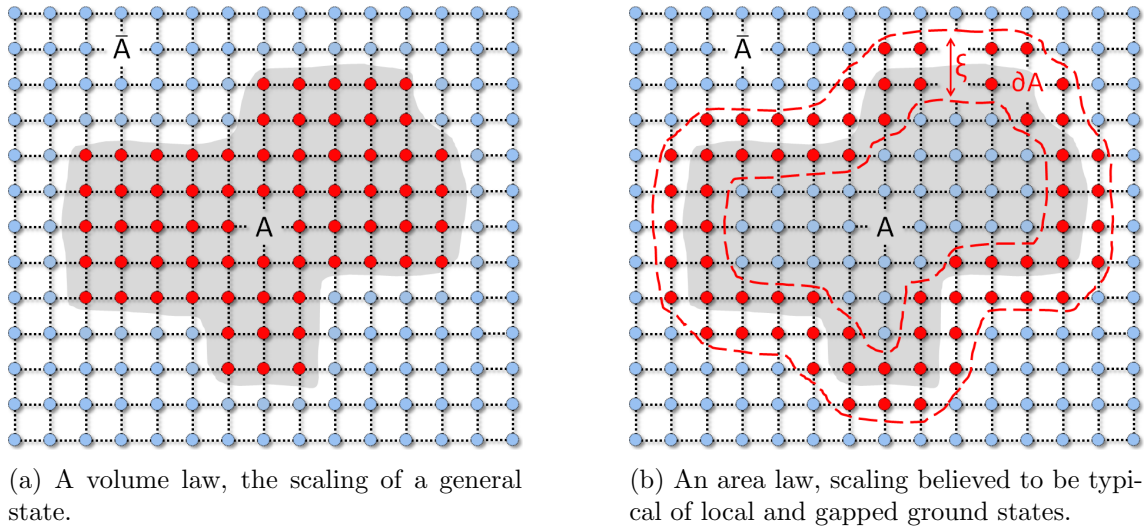 Ā
A
(a) A volume law, the scaling of a general
state.
Ā
ξ
∂A
A
(b) An area law, scaling believed to be typi-
cal of local and gapped ground states.